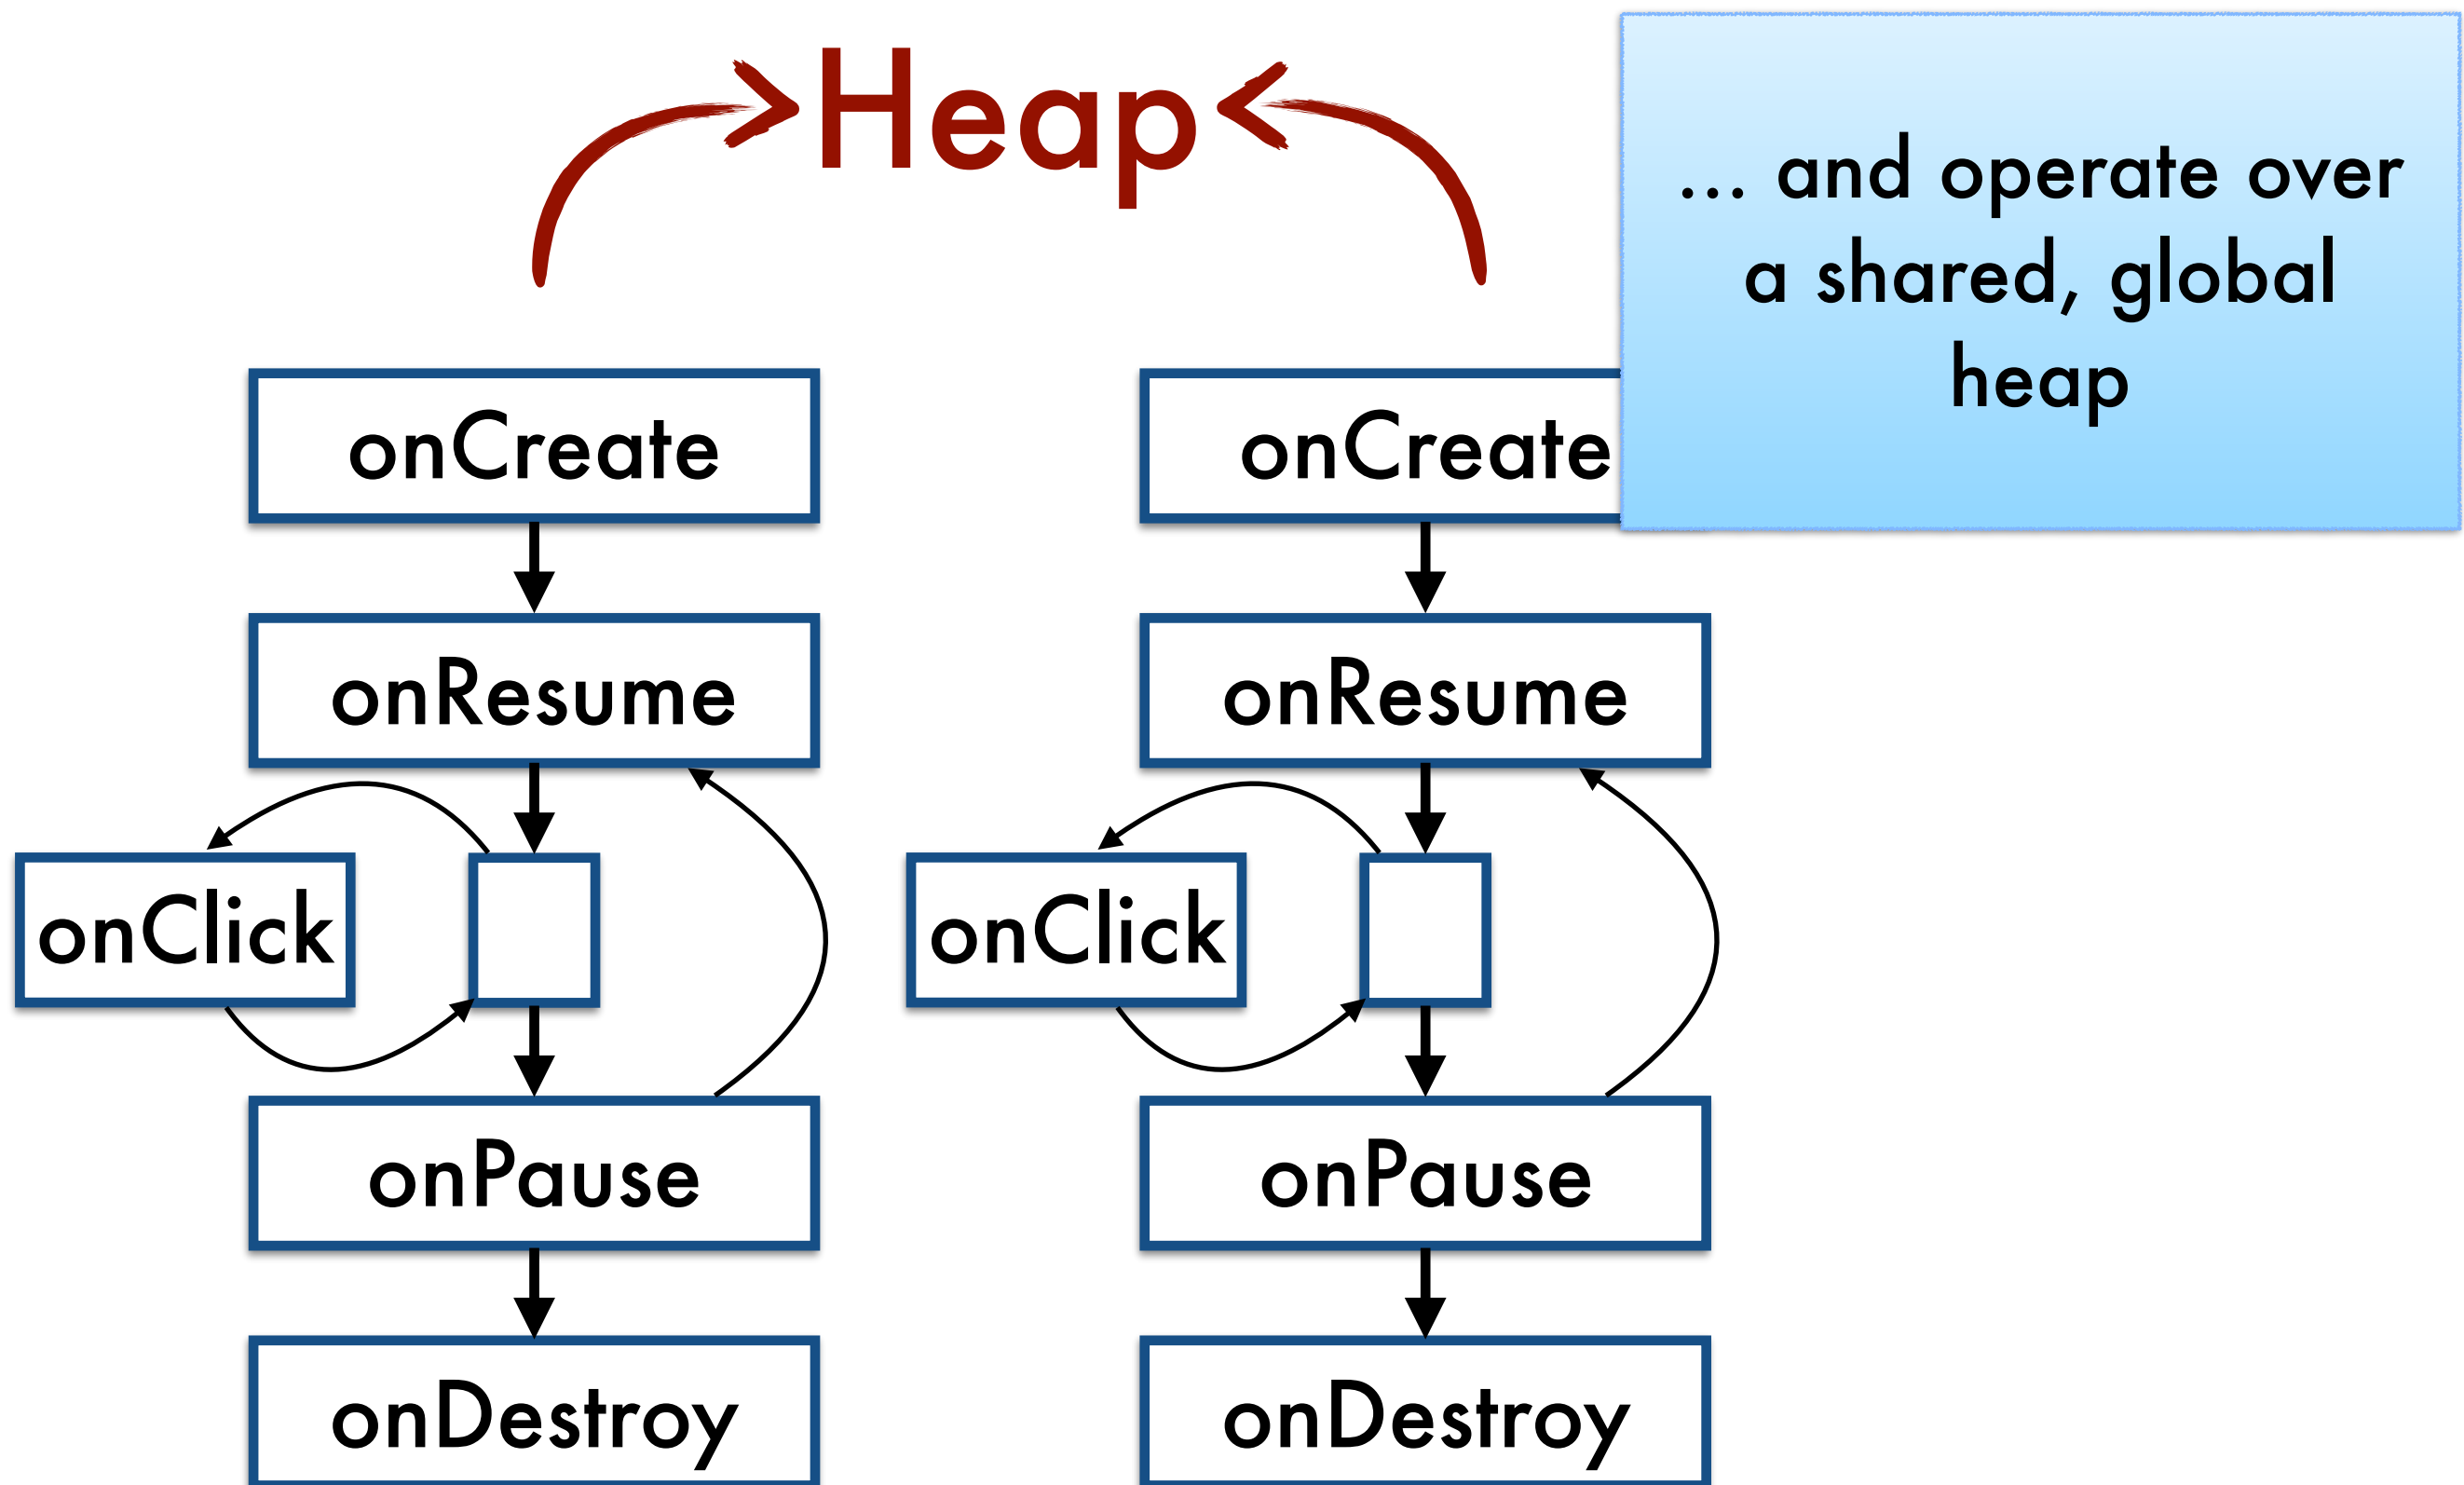 Heap
... and operate over
a shared, global
heap
onCreate
onResume
onClick
onPause
onDestroy
onCreate
onResume
onClick
onPause
onDestroy